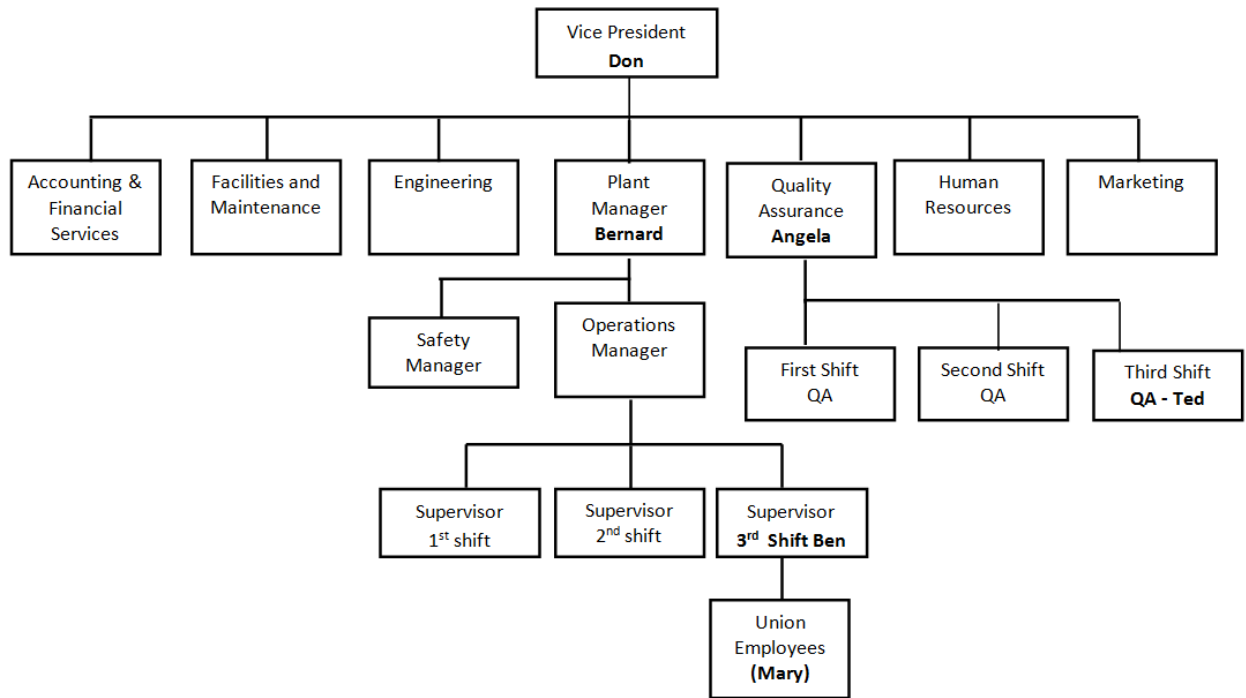 Vice President
Don
Accounting &
Financial
Services
Facilities and
Maintenance
Engineering
Plant
Manager
Bernard
Quality
Assurance
Angela
Human
Resources
Marketing
Safety
Manager
Operations
Manager
First Shift
QA
Second Shift
QA
Third Shift
QA - Ted
Supervisor
1st shift
Supervisor
2nd shift
Supervisor
3rd Shift Ben
Union
Employees
(Mary)